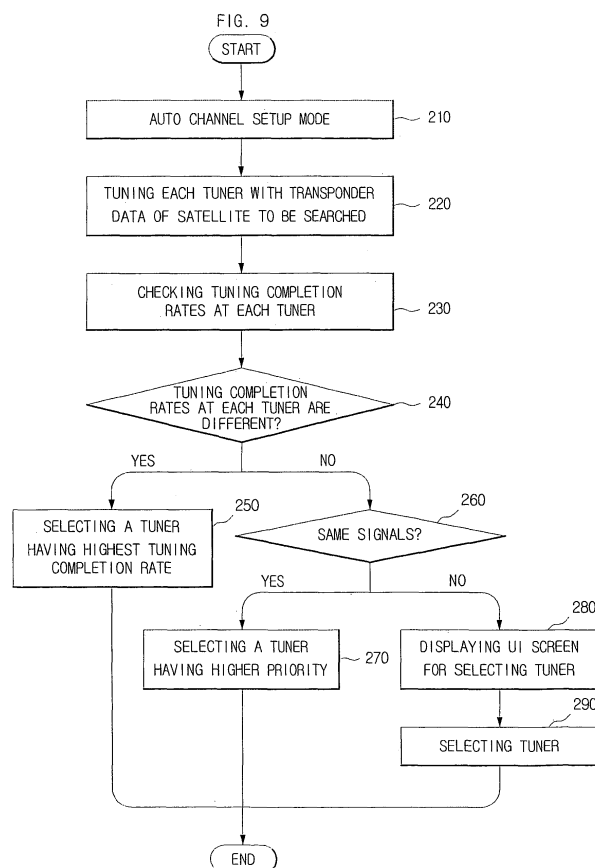 FIG. 9
START
AUTO CHANNEL SETUP MODE
210
TUNING EACH TUNER WITH TRANSPONDER
DATA OF SATELLITE TO BE SEARCHED
220
CHECKING TUNING COMPLETION
RATES AT EACH TUNER
230
TUNING COMPLETION
RATES AT EACH TUNER ARE
DIFFERENT?
240
YES
NO
250
SELECTING A TUNER
HAVING HIGHEST TUNING
COMPLETION RATE
260
SAME SIGNALS?
YES
NO
SELECTING A TUNER
HAVING HIGHER PRIORITY
270
280
DISPLAYING UI SCREEN
FOR SELECTING TUNER
290
SELECTING TUNER
END